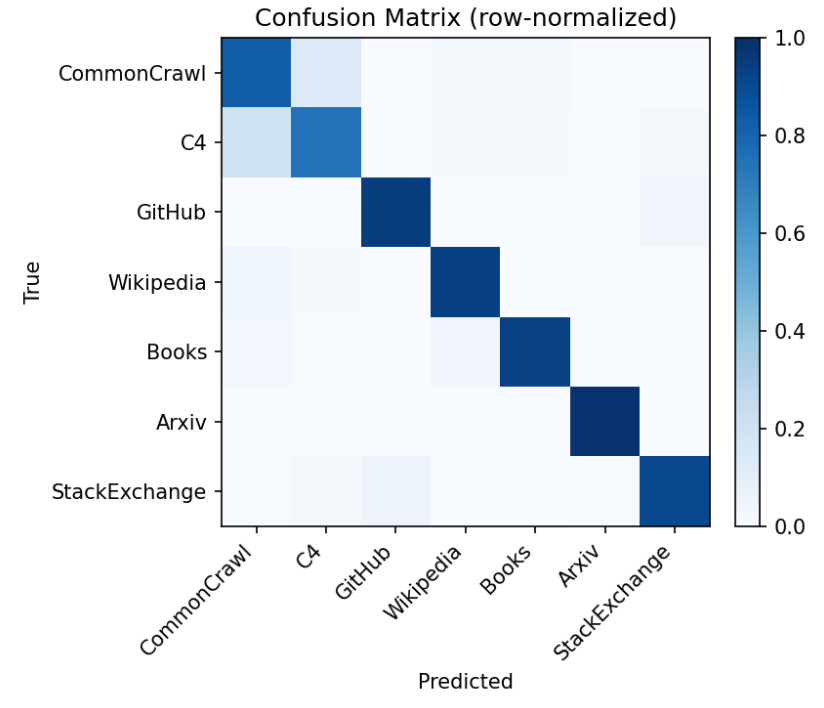 Confusion Matrix (row-normalized)
CommonCrawl
C4
GitHub
Wikipedia
Books
Arxiv
StackExchange
True
CommonCrawl
C4
GitHub
Wikipedia
Books
Arxiv
StackExchange
Predicted
1.0
0.8
0.6
0.4
0.2
0.0